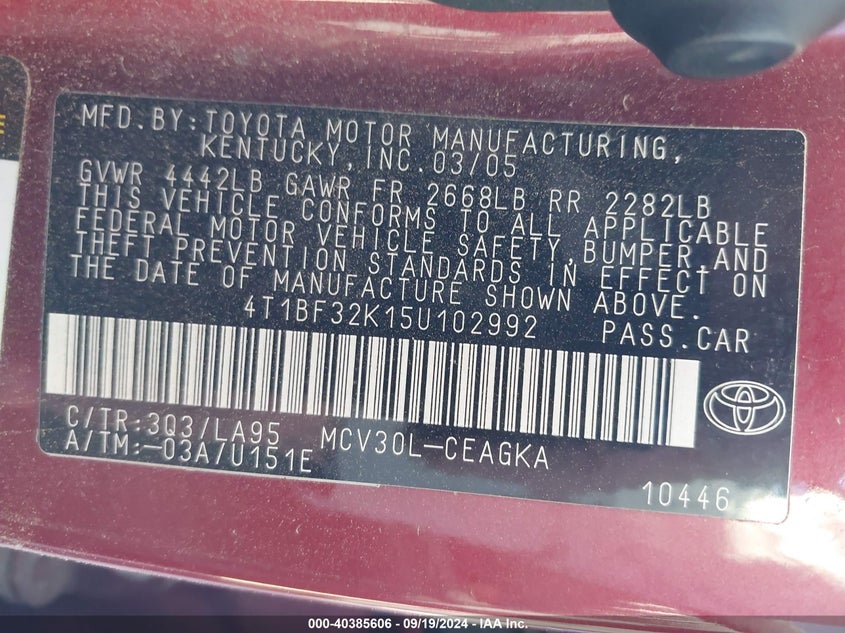 MFD.BY:TOYOTA MOTOR MANUFACTURING,
KENTUCKY, INC.03/05
GVWR 4442LB GAWR FR 2668LB RR 2282LB
THIS VEHICLE CONFORMS TO ALL APPLICABLE
FEDERAL MOTOR VEHICLE SAFETY,BUMPER,AND
THEFT PREVENTION STANDARDS IN EFFECT ON
THE DATE OF MANUFACTURE SHOWN ABOVE.
4T1BF32K15U102992 PASS.CAR
C/TR:3Q3/LA95 MCV30L-CEAGKA
A/TM:-03A/U151E
10446
000-40385606 - 09/19/2024 - IAA Inc.